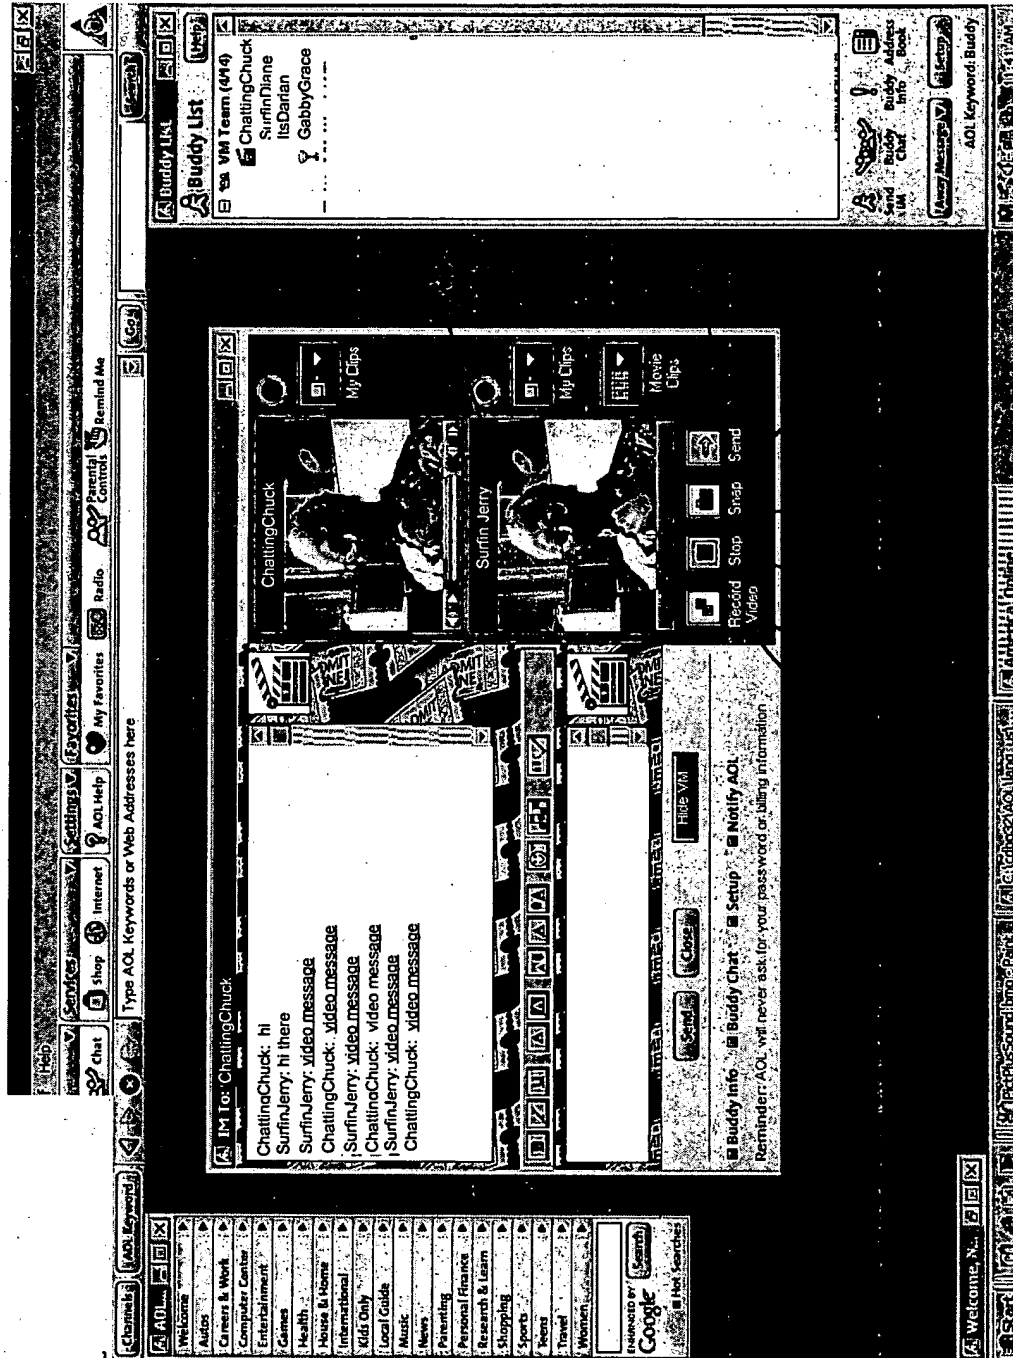 Help
Services
Settings
Favorites
Chat
Shop
Internet
AOL Help
My Favorites
Radio
Parental Controls
Remind Me
Channels
AOL Keyword
Type AOL Keywords or Web Addresses here
Go
Search
AOL...
Welcome
Autos
Careers & Work
Computer Center
Entertainment
Games
Health
House & Home
International
Kids Only
Local Guide
Music
News
Parenting
Personal Finance
Research & Learn
Shopping
Sports
Teens
Travel
Women
ENHANCED BY
Google
Search
Hot Searches
IM To: ChattingChuck
ChattingChuck: hi
SurfinJerry: hi there
SurfinJerry: video message
ChattingChuck: video message
SurfinJerry: video message
ChattingChuck: video message
SurfinJerry: video message
ChattingChuck: video message
Send
Close
Hide VM
Buddy Info
Buddy Chat
Setup
Notify AOL
Reminder: AOL will never ask for your password or billing information
ChattingChuck
My Clips
Surfin Jerry
My Clips
Movie Clips
Record Video
Stop
Snap
Send
Buddy List
Buddy List
Help
VM Team (4/14)
ChattingChuck
SurfinDiane
ItsDarian
GabbyGrace
Send IM
Buddy Chat
Buddy Info
Address Book
Away Message
Setup
AOL Keyword: Buddy
Welcome, N...
Start